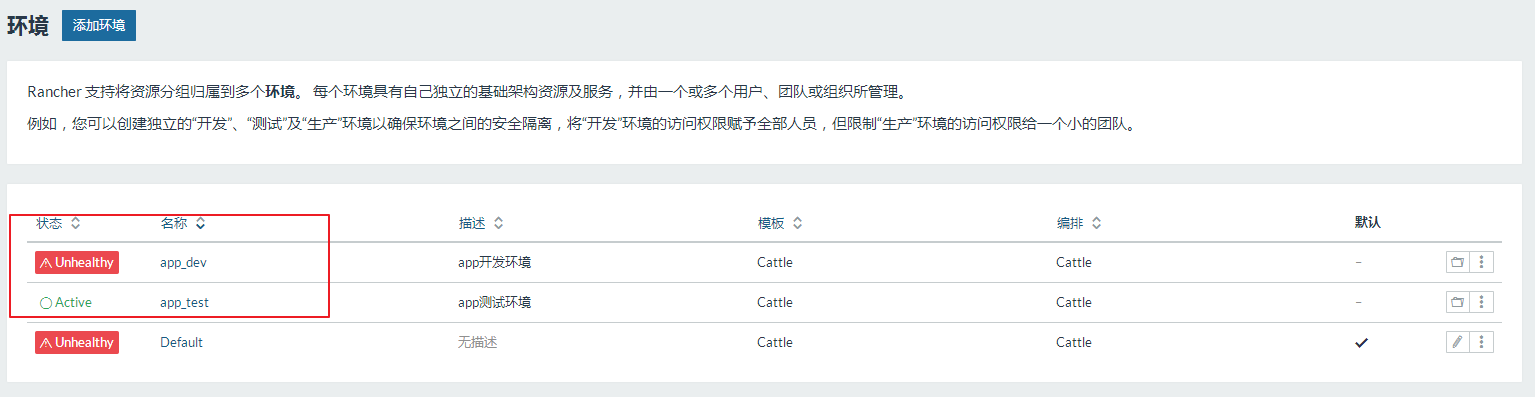 环境 添加环境
Rancher 支持将资源分组归属到多个环境。 每个环境具有自己独立的基础架构资源及服务，并由一个或多个用户、团队或组织所管理。
例如，您可以创建独立的“开发”、“测试”及“生产”环境以确保环境之间的安全隔离，将“开发”环境的访问权限赋予全部人员，但限制“生产”环境的访问权限给一个小的团队。
状态 名称 描述 模板 编排 默认
Unhealthy app_dev app开发环境 Cattle Cattle –
Active app_test app测试环境 Cattle Cattle –
Unhealthy Default 无描述 Cattle Cattle